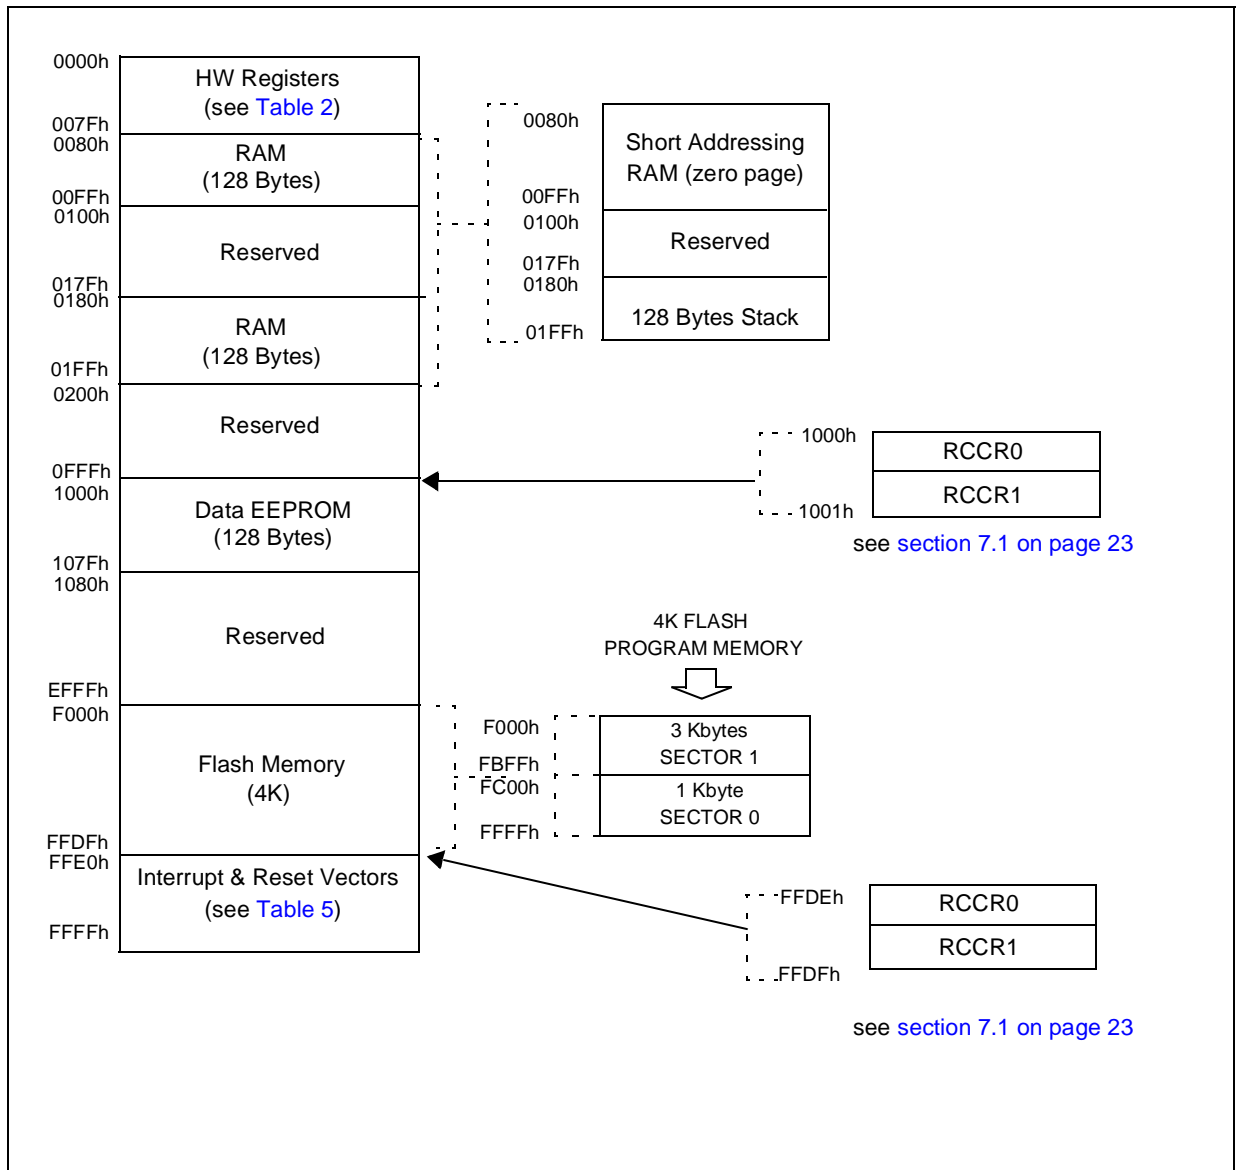 0000h
HW Registers
(see Table 2)
007Fh
0080h
RAM
(128 Bytes)
00FFh
0100h
Reserved
017Fh
0180h
RAM
(128 Bytes)
01FFh
0200h
Reserved
0FFFh
1000h
Data EEPROM
(128 Bytes)
107Fh
1080h
Reserved
EFFFh
F000h
Flash Memory
(4K)
FFDFh
FFE0h
Interrupt & Reset Vectors
(see Table 5)
FFFFh
0080h
Short Addressing
RAM (zero page)
00FFh
0100h
Reserved
017Fh
0180h
128 Bytes Stack
01FFh
1000h
RCCR0
RCCR1
1001h
see section 7.1 on page 23
4K FLASH
PROGRAM MEMORY
F000h
3 Kbytes
SECTOR 1
FBFFh
FC00h
1 Kbyte
SECTOR 0
FFFFh
FFDEh
RCCR0
RCCR1
FFDFh
see section 7.1 on page 23